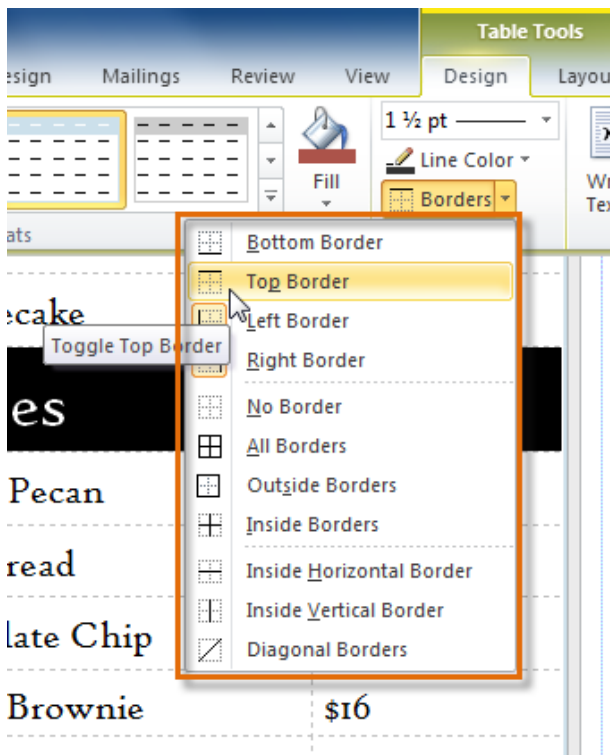 Table Tools
esign Mailings Review View Design Layou
1 ½ pt
Line Color
Fill
Borders
Wr
Tex
ats
Bottom Border
Top Border
ecake
Left Border
Toggle Top Border
Right Border
es
No Border
All Borders
Pecan
Outside Borders
Inside Borders
read
Inside Horizontal Border
Inside Vertical Border
late Chip
Diagonal Borders
Brownie $16